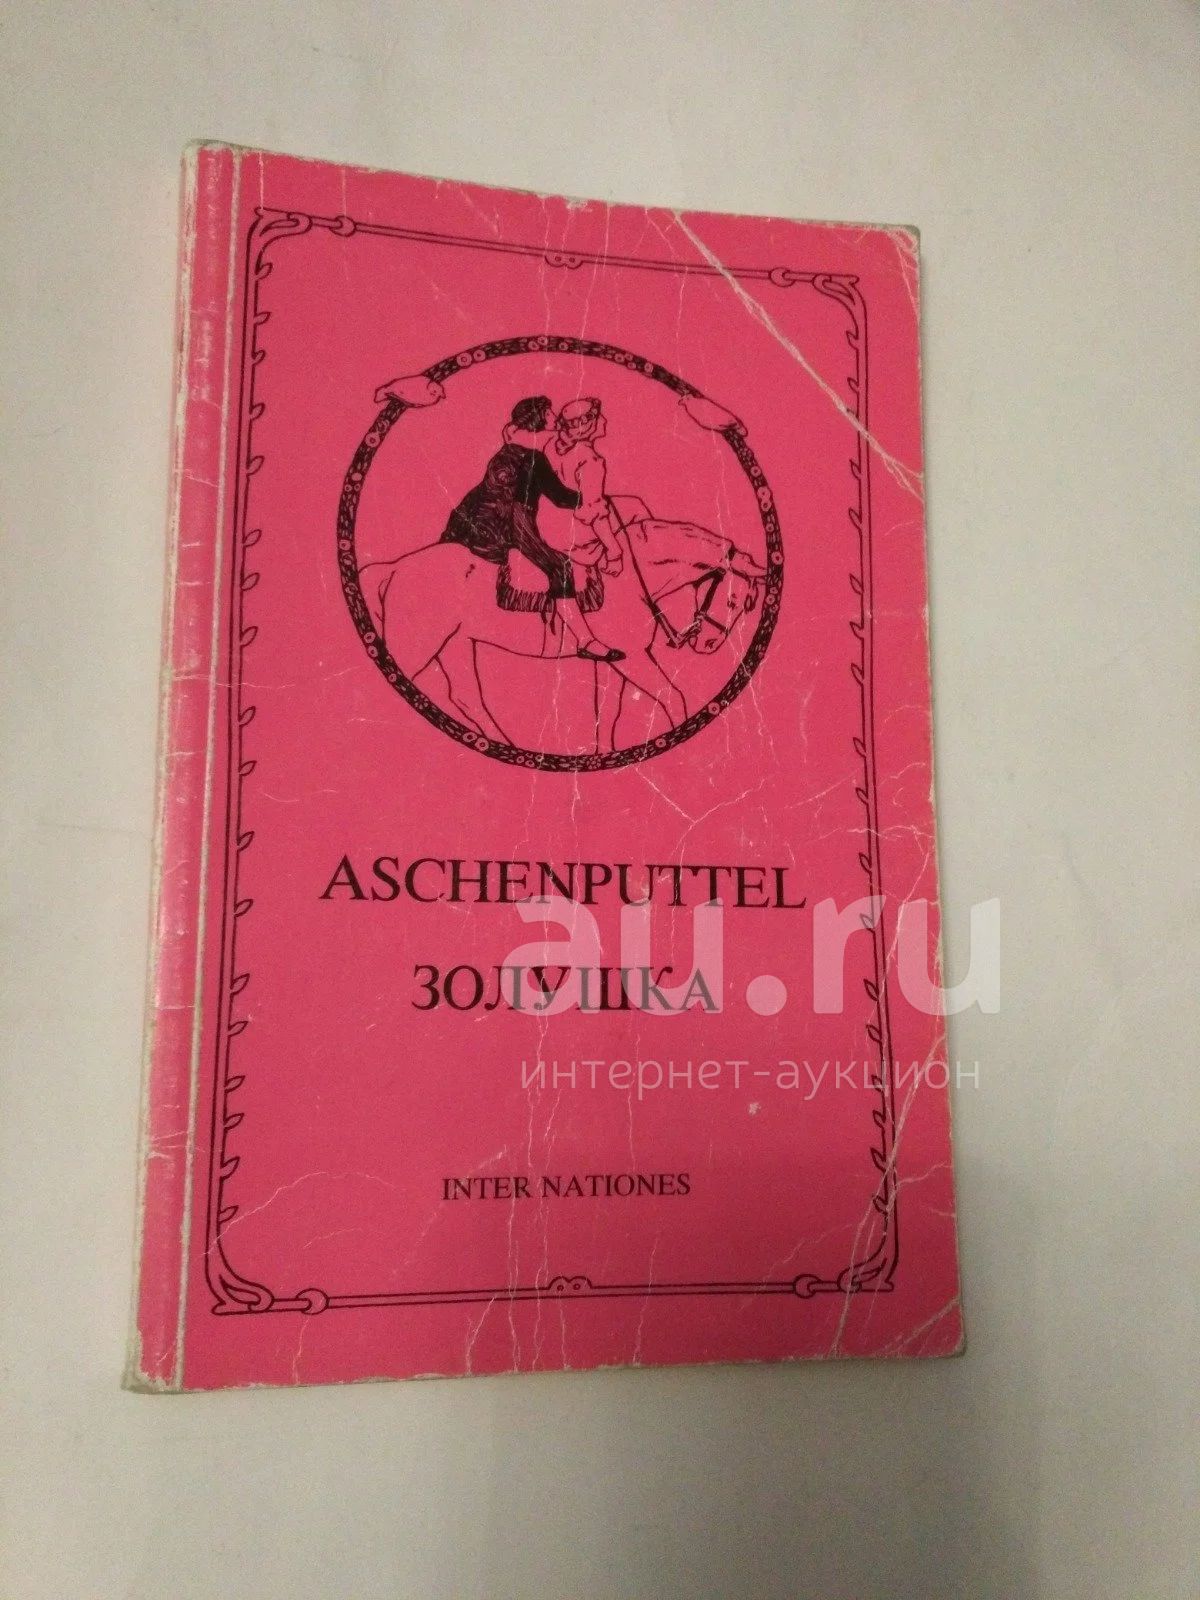 ASCHENPUTTEL
au.ru
ЗОЛУШКА
интернет-аукцион
INTER NATIONES